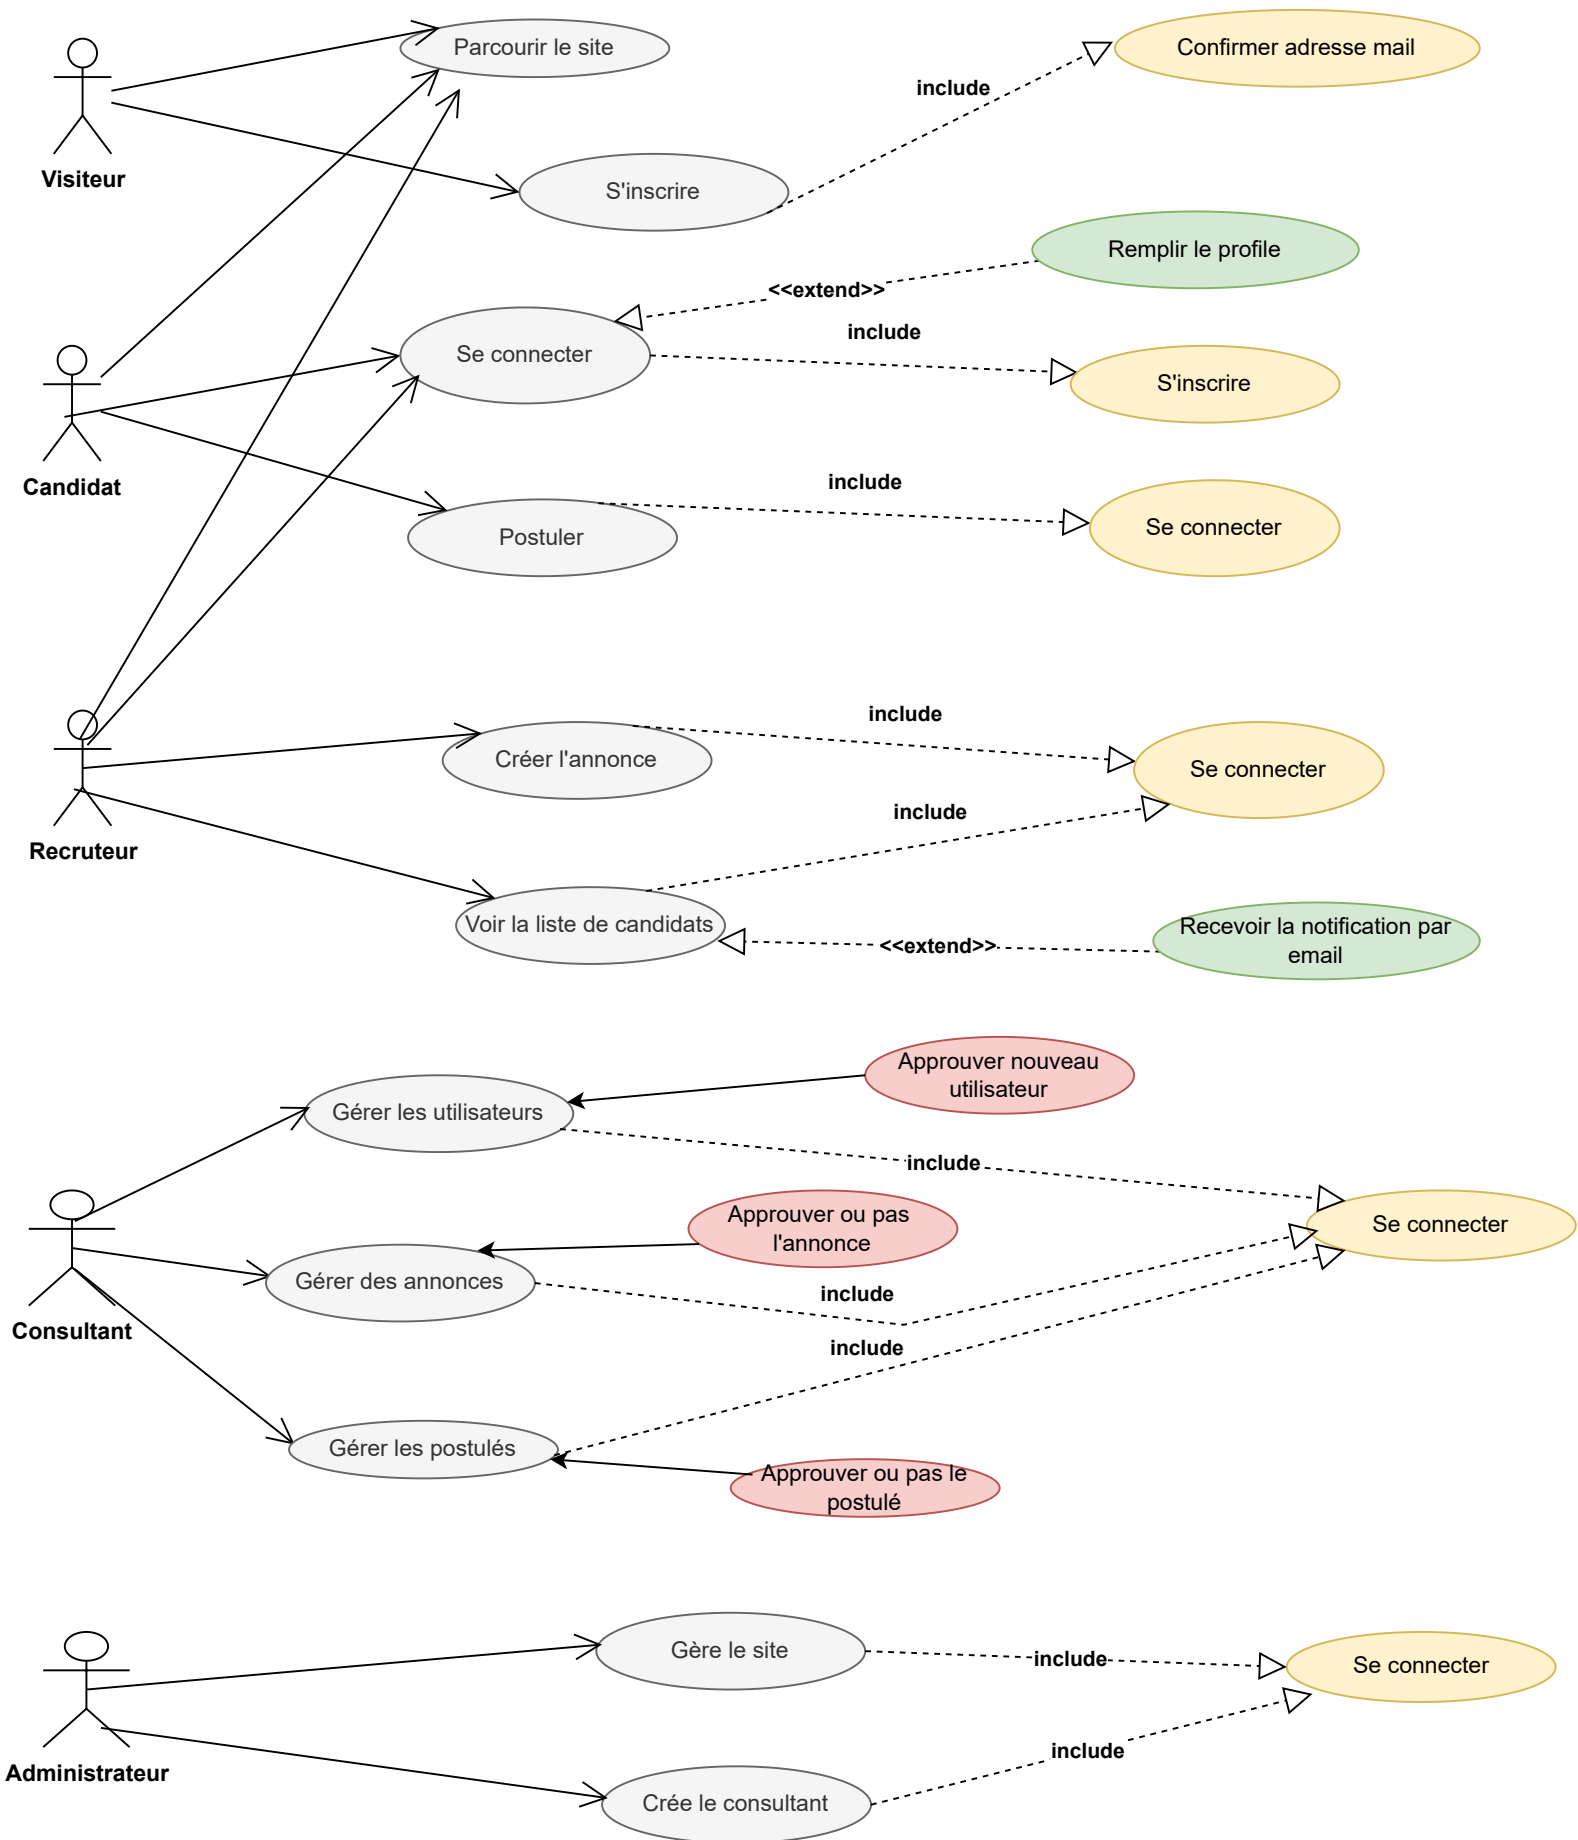 Parcourir le site
Confirmer adresse mail
include
Visiteur
S'inscrire
Remplir le profile
<<extend>>
include
Se connecter
S'inscrire
Candidat
include
Postuler
Se connecter
include
Créer l'annonce
Se connecter
include
Recruteur
Voir la liste de candidats
<<extend>>
Recevoir la notification par
email
Approuver nouveau
utilisateur
Gérer les utilisateurs
include
Approuver ou pas
l'annonce
Se connecter
Gérer des annonces
include
Consultant
include
Gérer les postulés
Approuver ou pas le
postulé
Gère le site
include
Se connecter
Administrateur
include
Crée le consultant